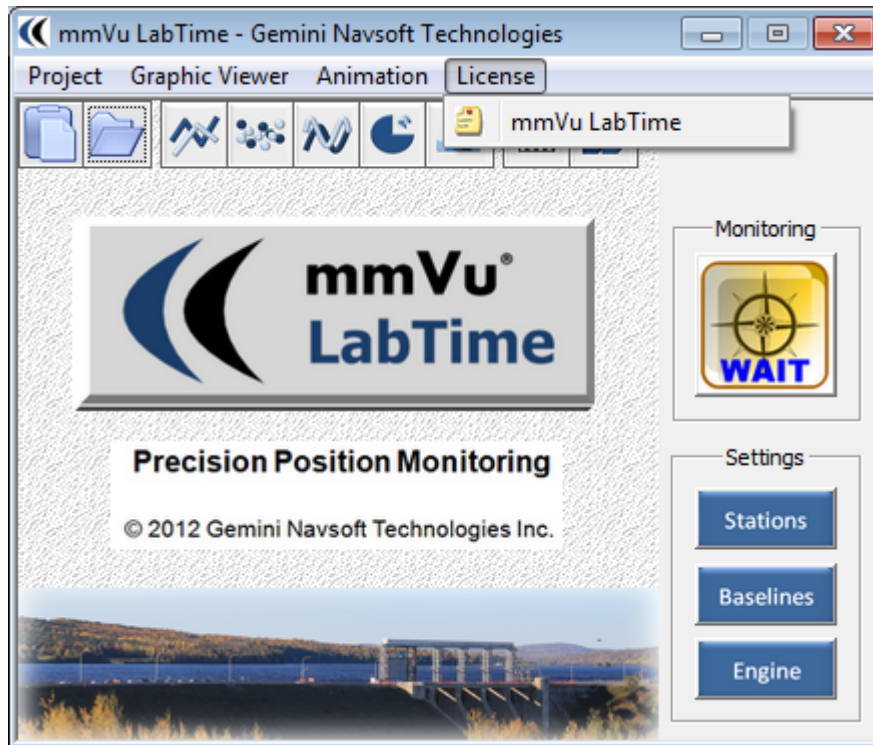 mmVu LabTime - Gemini Navsoft Technologies
Project Graphic Viewer Animation License
mmVu LabTime
mmVu®
LabTime
Precision Position Monitoring
© 2012 Gemini Navsoft Technologies Inc.
Monitoring
WAIT
Settings
Stations
Baselines
Engine